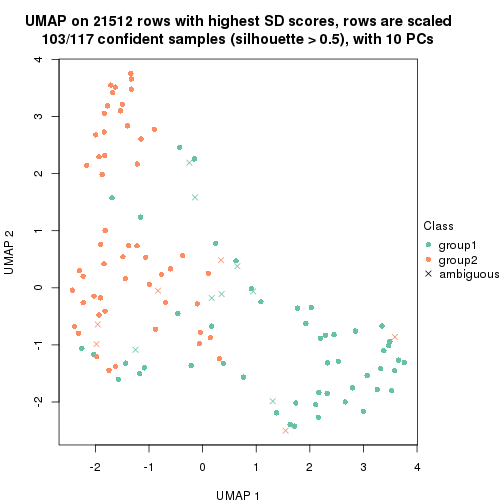 UMAP on 21512 rows with highest SD scores, rows are scaled
103/117 confident samples (silhouette > 0.5), with 10 PCs
4
3
2
1
0
-1
-2
UMAP 2
-2 -1 0 1 2 3 4
UMAP 1
Class
group1
group2
ambiguous